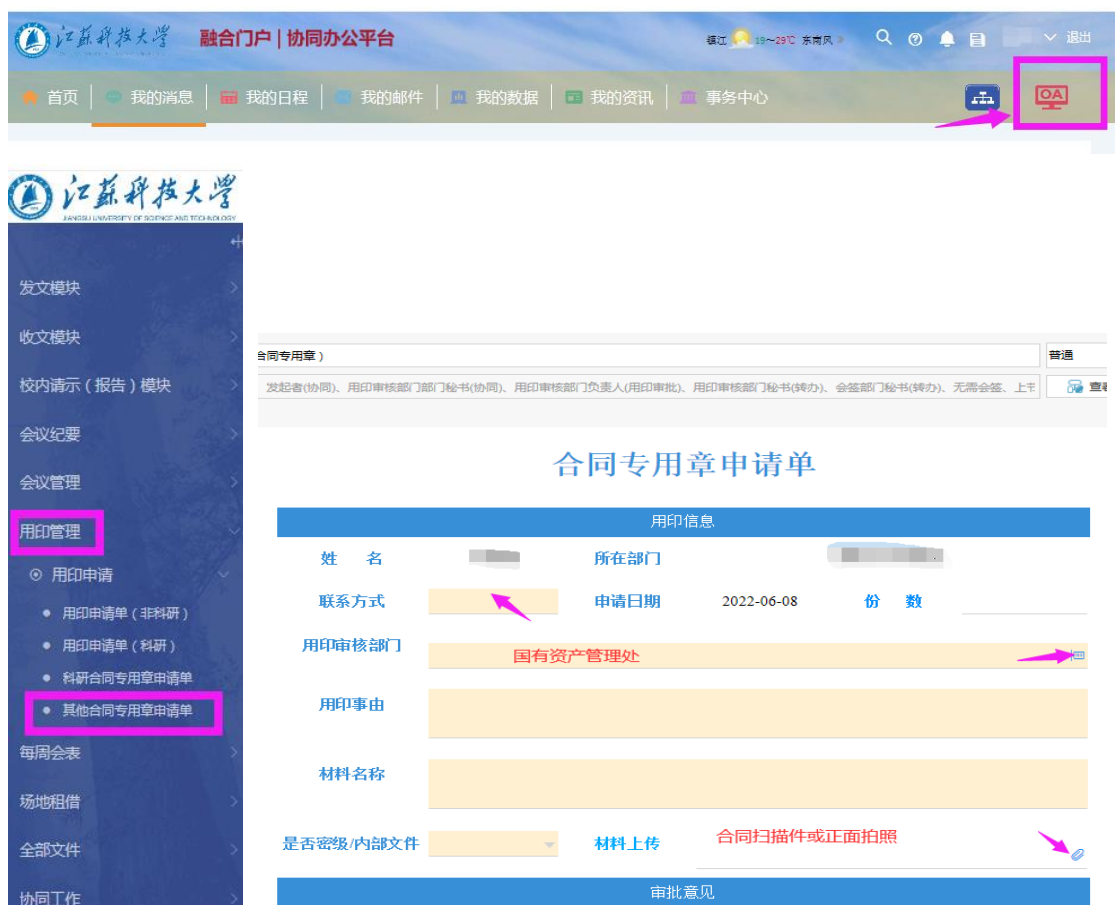 江苏科技大学 融合门户 | 协同办公平台 镇江 19~29℃ 东南风 退出
首页 我的消息 我的日程 我的邮件 我的数据 我的资讯 事务中心 OA
江苏科技大学
JIANGSU UNIVERSITY OF SCIENCE AND TECHNOLOGY
发文模块
收文模块
校内请示（报告）模块
会议纪要
会议管理
用印管理
用印申请
用印申请单（非科研）
用印申请单（科研）
科研合同专用章申请单
其他合同专用章申请单
每周会表
场地租借
全部文件
协同工作
合同专用章） 普通
发起者(协同)、用印审核部门部门秘书(协同)、用印审核部门负责人(用印审批)、用印审核部门秘书(转办)、会签部门秘书(转办)、无需会签、上 查
合同专用章申请单
用印信息
姓 名 所在部门
联系方式 申请日期 2022-06-08 份 数
用印审核部门 国有资产管理处
用印事由
材料名称
是否密级/内部文件 材料上传 合同扫描件或正面拍照
审批意见